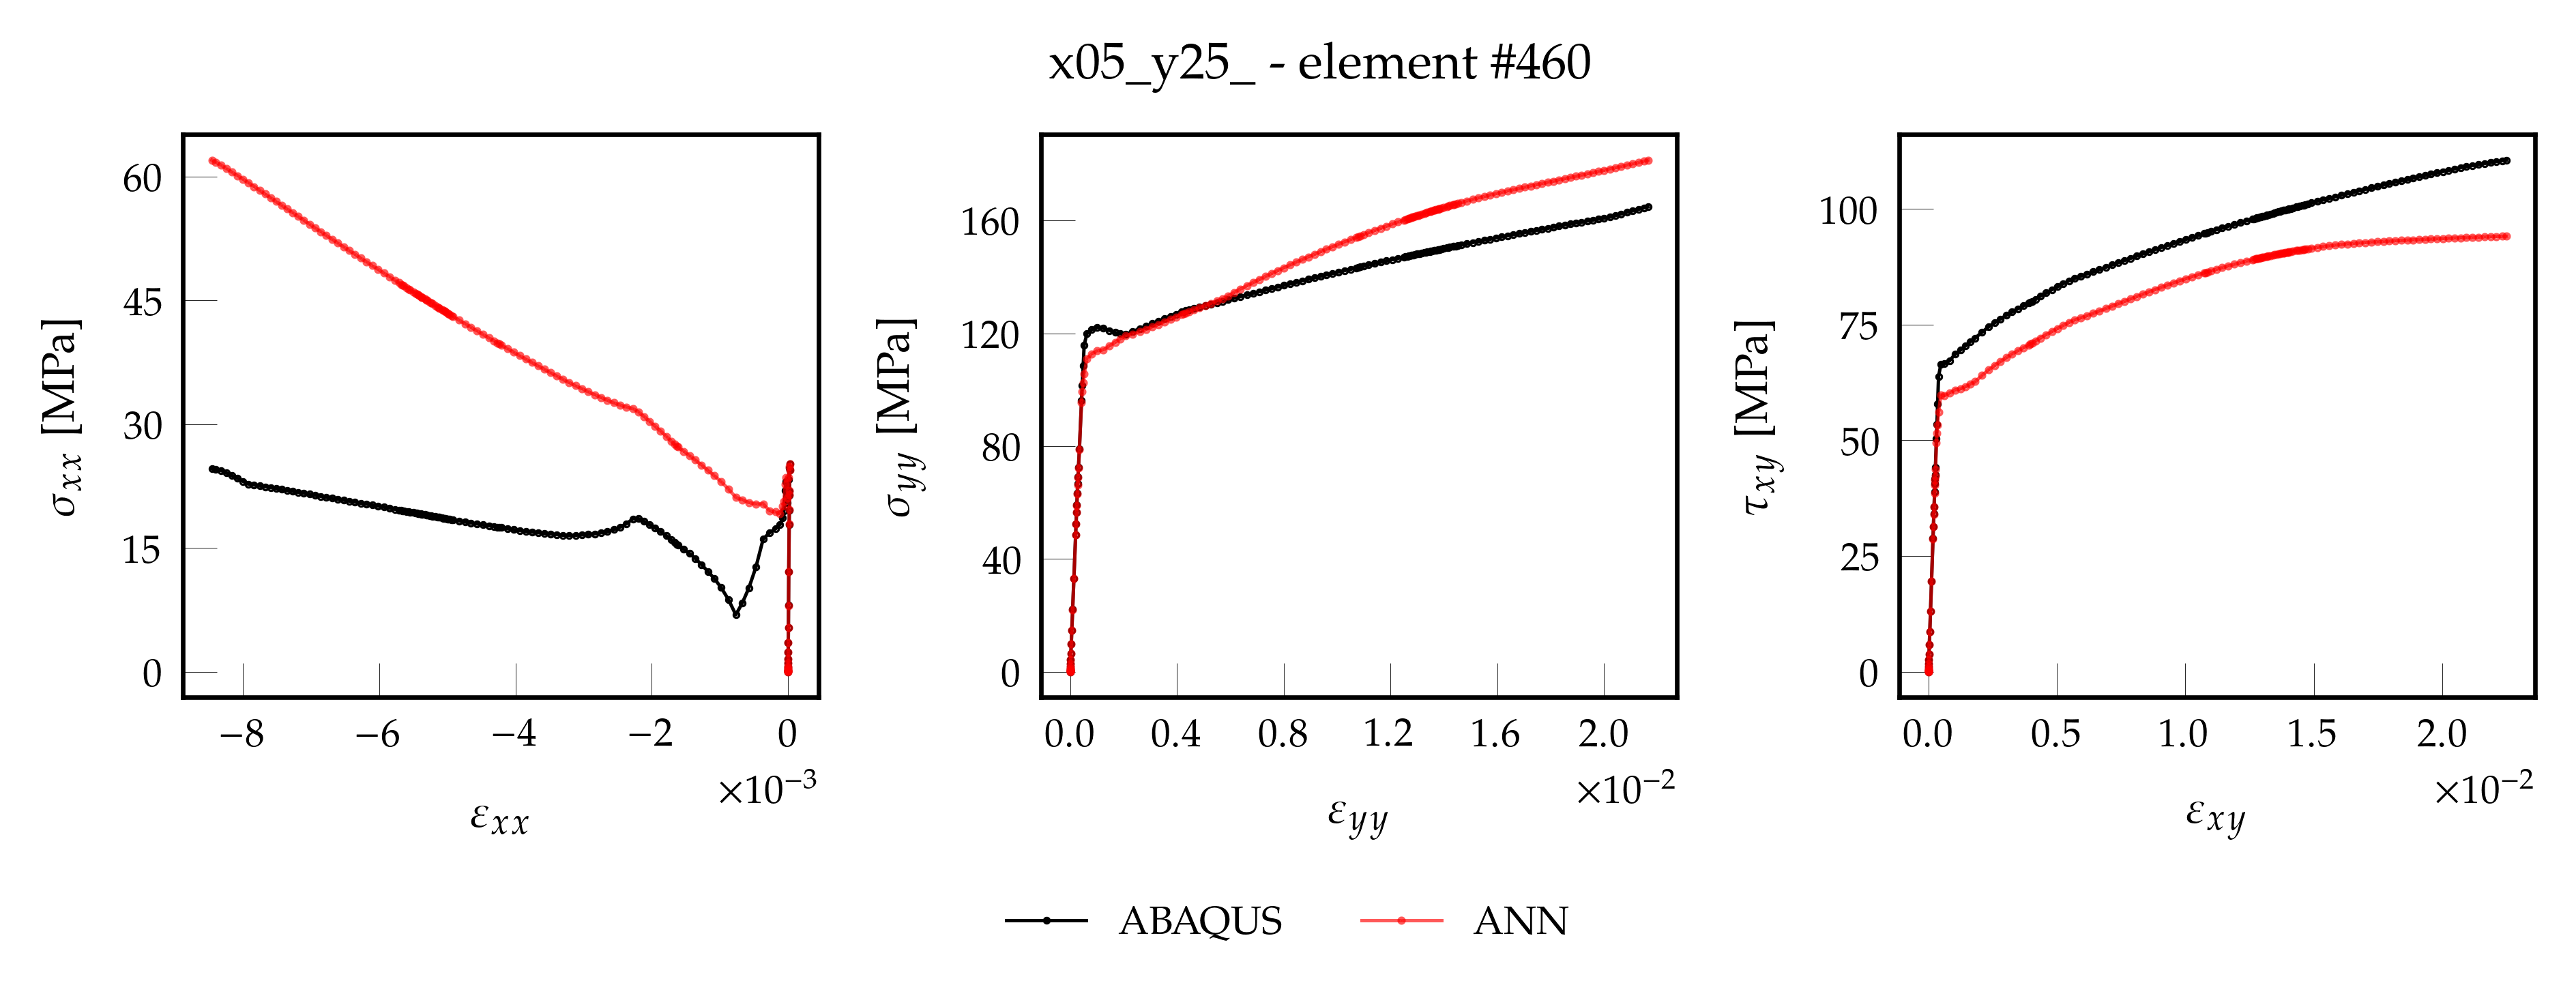 x05_y25_ - element #460
σxx [MPa]
60
45
30
15
0
−8 −6 −4 −2 0
×10−3
εxx
σyy [MPa]
160
120
80
40
0
0.0 0.4 0.8 1.2 1.6 2.0
×10−2
εyy
τxy [MPa]
100
75
50
25
0
0.0 0.5 1.0 1.5 2.0
×10−2
εxy
ABAQUS ANN